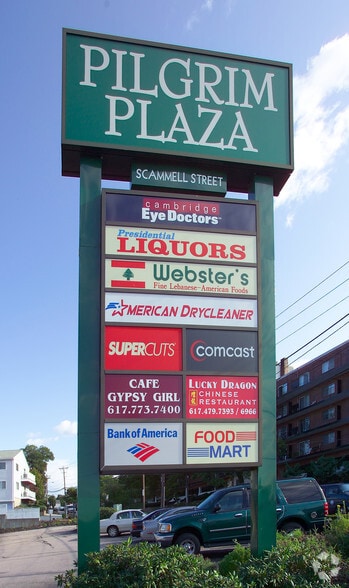 PILGRIM
PLAZA
SCAMMELL STREET
cambridge
EyeDoctors
Presidential
LIQUORS
Webster's
Fine Lebanese-American Foods
AMERICAN DRYCLEANER
SUPERCUTS
comcast
CAFE
GYPSY GIRL
617.773.7400
LUCKY DRAGON
CHINESE
RESTAURANT
617.479.7393 / 6966
Bank of America
FOOD
MART